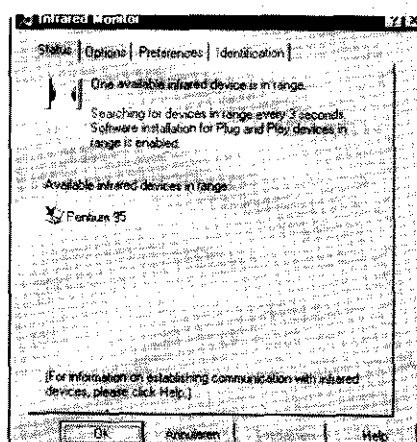 Infrared Monitor
Status Options Preferences Identification
One available infrared device is in range.
Searching for devices in range every 3 seconds.
Software installation for Plug and Play devices in
range is enabled.
Available infrared devices in range:
Pentium 95
(For information on establishing communication with infrared
devices, please click Help.)
OK Annuleren Help